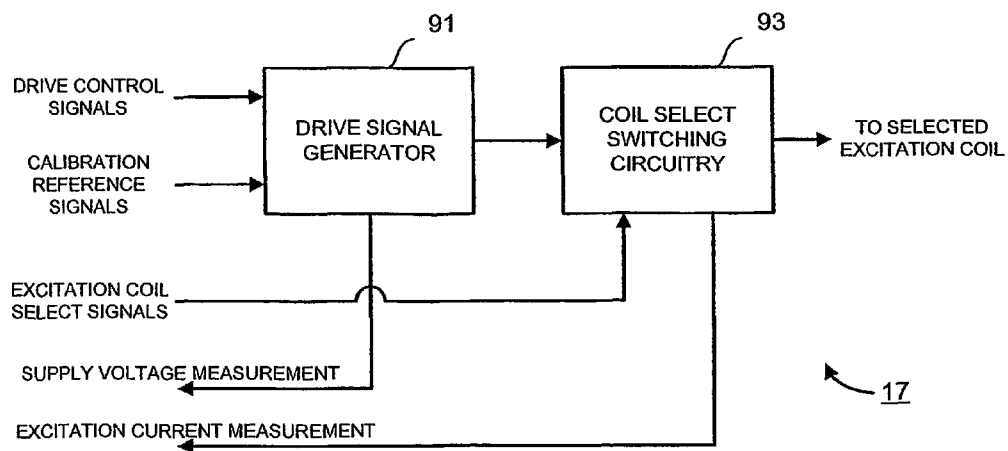 91
93
DRIVE CONTROL
SIGNALS
DRIVE SIGNAL
GENERATOR
COIL SELECT
SWITCHING
CIRCUITRY
TO SELECTED
EXCITATION COIL
CALIBRATION
REFERENCE
SIGNALS
EXCITATION COIL
SELECT SIGNALS
SUPPLY VOLTAGE MEASUREMENT
17
EXCITATION CURRENT MEASUREMENT